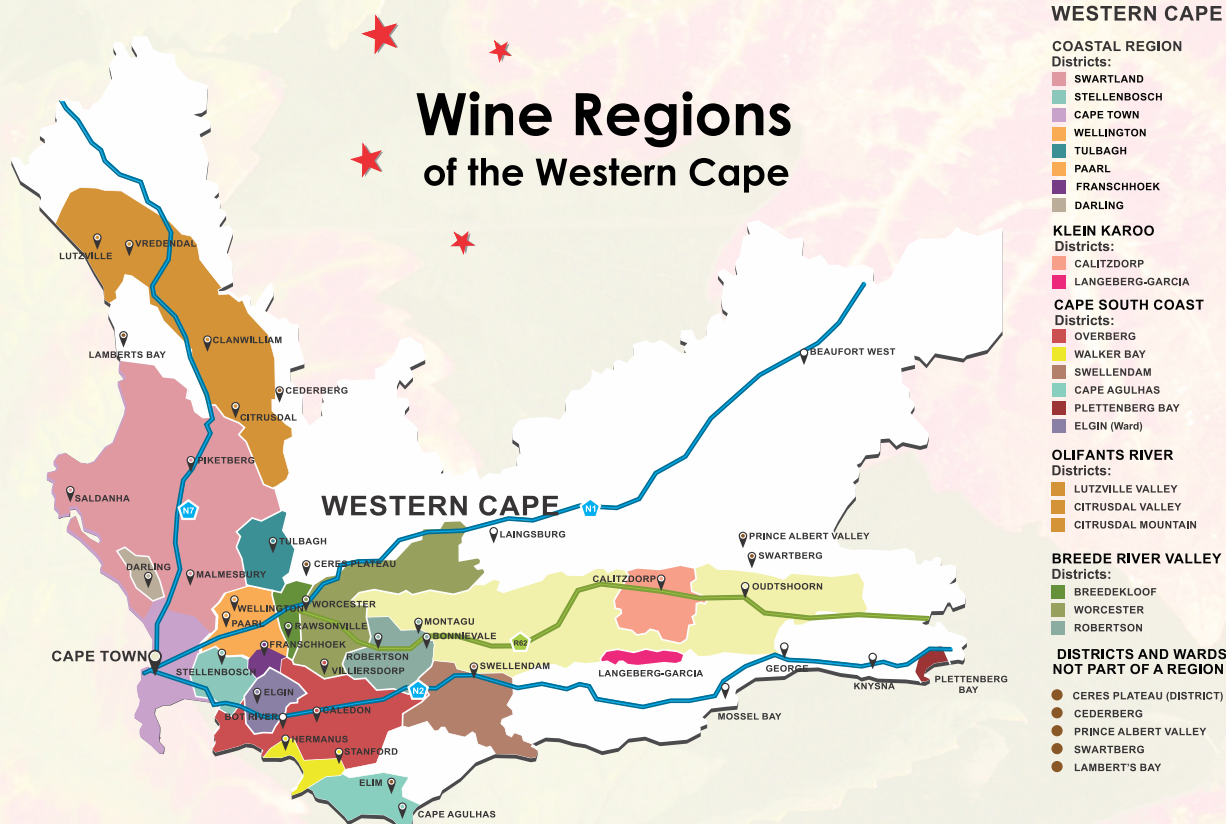 Wine Regions
of the Western Cape
LUTZVILLE
VREDENDAL
LAMBERTS BAY
CLANWILLIAM
CEDERBERG
CITRUSDAL
BEAUFORT WEST
PIKETBERG
SALDANHA
WESTERN CAPE
N7
N1
LAINGSBURG
TULBAGH
PRINCE ALBERT VALLEY
SWARTBERG
CERES PLATEAU
DARLING
MALMESBURY
CALITZDORP
OUDTSHOORN
WELLINGTON
WORCESTER
PAARL
RAWSONVILLE
MONTAGU
BONNIEVALE
R62
FRANSCHHOEK
CAPE TOWN
ROBERTSON
VILLIERSDORP
STELLENBOSCH
SWELLENDAM
LANGEBERG-GARCIA
GEORGE
KNYSNA
PLETTENBERG
BAY
ELGIN
N2
BOT RIVER
CALEDON
MOSSEL BAY
HERMANUS
STANFORD
ELIM
CAPE AGULHAS
WESTERN CAPE
COASTAL REGION
Districts:
SWARTLAND
STELLENBOSCH
CAPE TOWN
WELLINGTON
TULBAGH
PAARL
FRANSCHHOEK
DARLING
KLEIN KAROO
Districts:
CALITZDORP
LANGEBERG-GARCIA
CAPE SOUTH COAST
Districts:
OVERBERG
WALKER BAY
SWELLENDAM
CAPE AGULHAS
PLETTENBERG BAY
ELGIN (Ward)
OLIFANTS RIVER
Districts:
LUTZVILLE VALLEY
CITRUSDAL VALLEY
CITRUSDAL MOUNTAIN
BREEDE RIVER VALLEY
Districts:
BREEDEKLOOF
WORCESTER
ROBERTSON
DISTRICTS AND WARDS
NOT PART OF A REGION
CERES PLATEAU (DISTRICT)
CEDERBERG
PRINCE ALBERT VALLEY
SWARTBERG
LAMBERT'S BAY